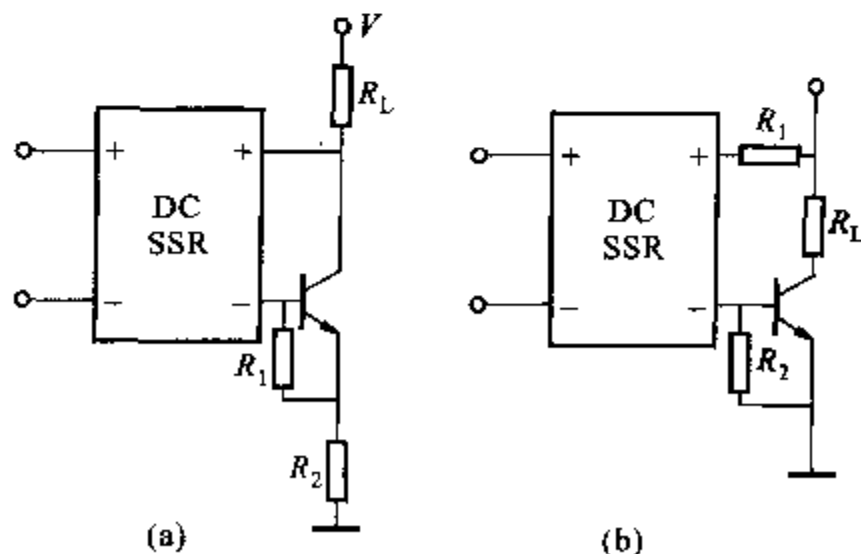 V
R_L
+ +
DC
SSR
− −
R_1
R_2
(a)
R_1
+ +
DC
SSR
R_L
− −
R_2
(b)